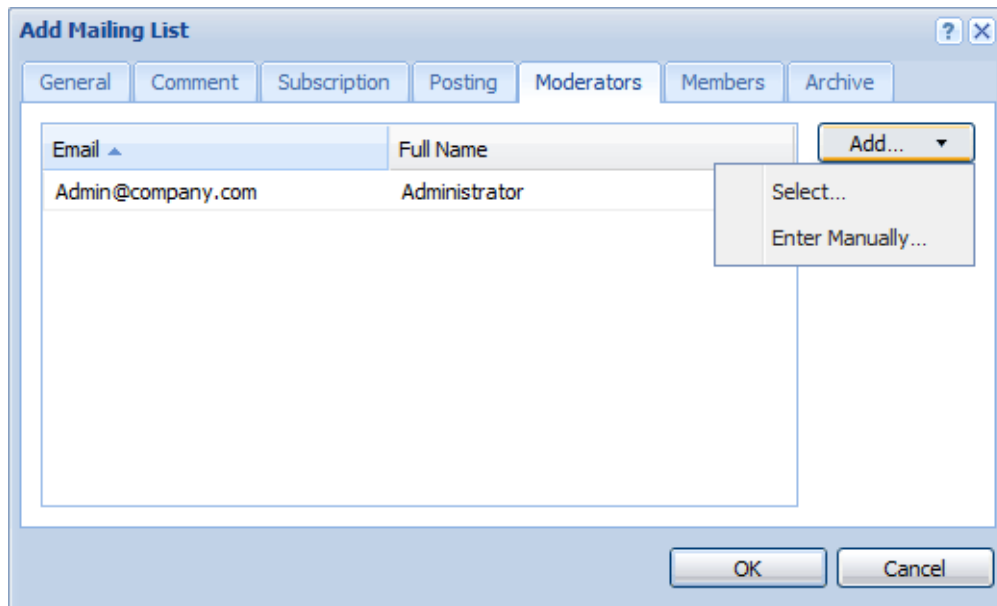 Add Mailing List
?
General Comment Subscription Posting Moderators Members Archive
Email Full Name
Add...
Admin@company.com Administrator
Select...
Enter Manually...
OK Cancel